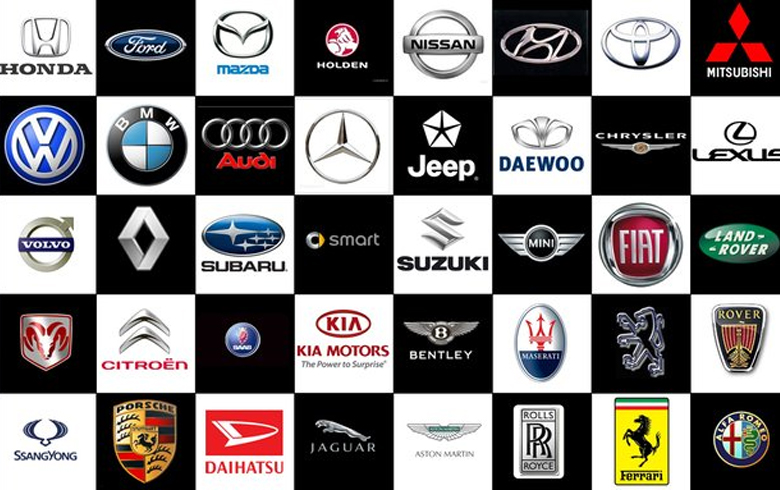 HONDA
Ford
mazda
HOLDEN
NISSAN
MITSUBISHI
BMW
Audi
Jeep
DAEWOO
CHRYSLER
LEXUS
VOLVO
SUBARU
smart
SUZUKI
MINI
FIAT
LAND-
ROVER
CITROËN
SAAB
KIA
KIA MOTORS
The Power to Surprise
B
BENTLEY
MASERATI
ROVER
SSANGYONG
PORSCHE
DAIHATSU
JAGUAR
ASTON MARTIN
ROLLS
RR
ROYCE
Ferrari
ALFA ROMEO